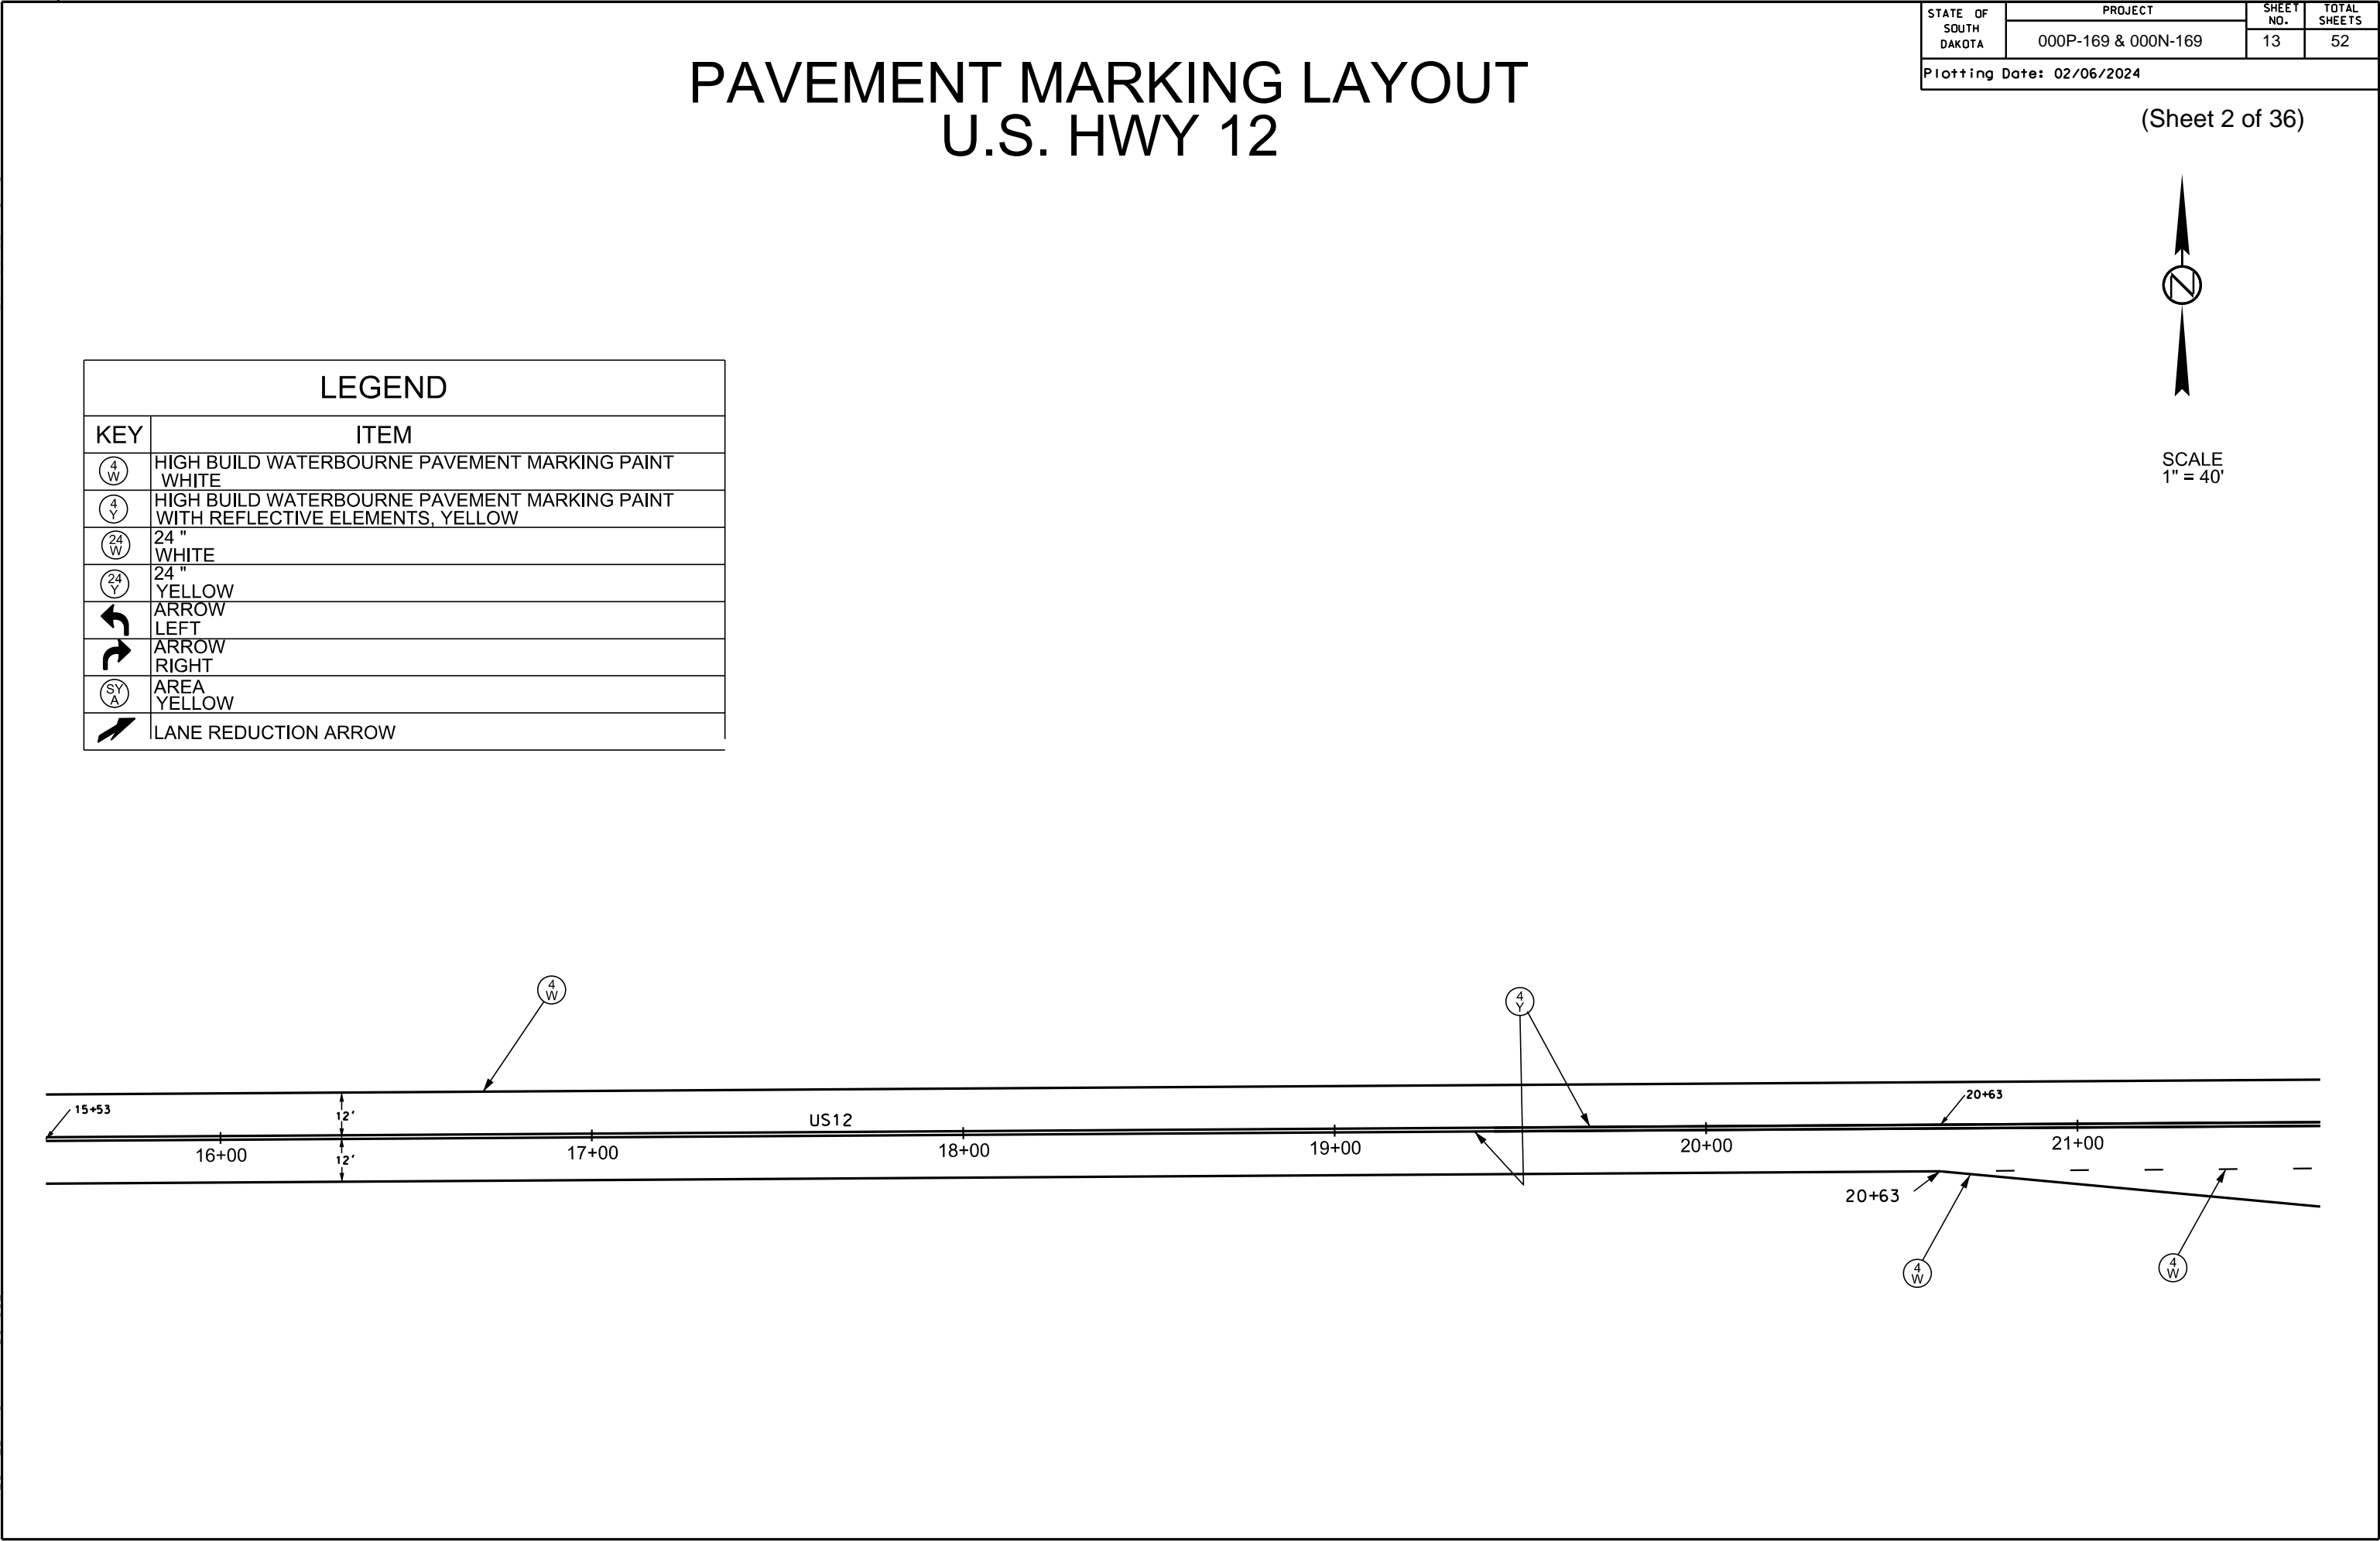 STATE OF
SOUTH
DAKOTA
PROJECT
000P-169 & 000N-169
SHEET
NO.
13
TOTAL
SHEETS
52
Plotting Date: 02/06/2024
PAVEMENT MARKING LAYOUT
U.S. HWY 12
(Sheet 2 of 36)
N
SCALE
1" = 40'
LEGEND
KEY ITEM
4
W
HIGH BUILD WATERBOURNE PAVEMENT MARKING PAINT
WHITE
4
Y
HIGH BUILD WATERBOURNE PAVEMENT MARKING PAINT
WITH REFLECTIVE ELEMENTS, YELLOW
24
W
24 "
WHITE
24
Y
24 "
YELLOW
ARROW
LEFT
ARROW
RIGHT
SY
A
AREA
YELLOW
LANE REDUCTION ARROW
4
W
4
Y
15+53
12'
US12
20+63
16+00
12'
17+00
18+00
19+00
20+00
21+00
20+63
4
W
4
W